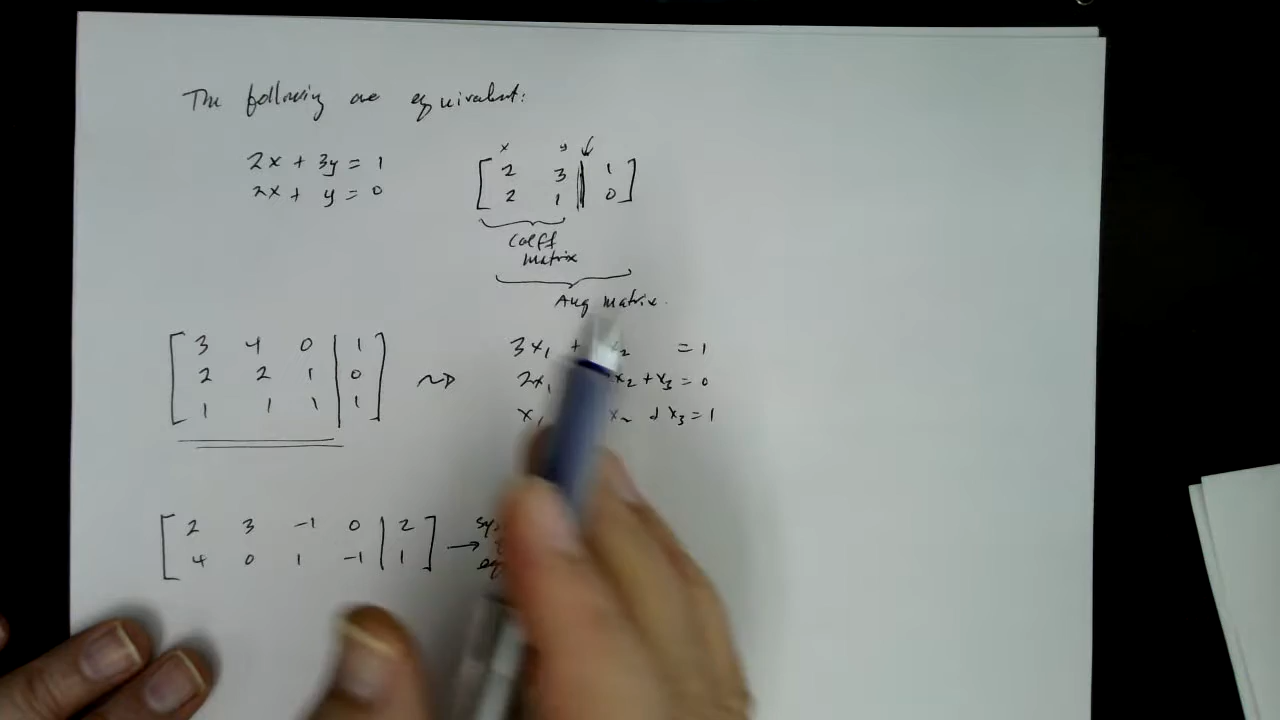 The following are equivalent:
2x + 3y = 1
2x + y = 0
x y ↓
[ 2 3 | 1 ]
[ 2 1 | 0 ]
Coeff
Matrix
Aug Matrix.
[ 3 4 0 | 1 ]
[ 2 2 1 | 0 ]
[ 1 1 1 | 1 ]
⇝
3x₁ + x₂ = 1
2x₁ x₂ + x₃ = 0
x₁ x₂ + x₃ = 1
[ 2 3 -1 0 | 2 ]
[ 4 0 1 -1 | 1 ]
→